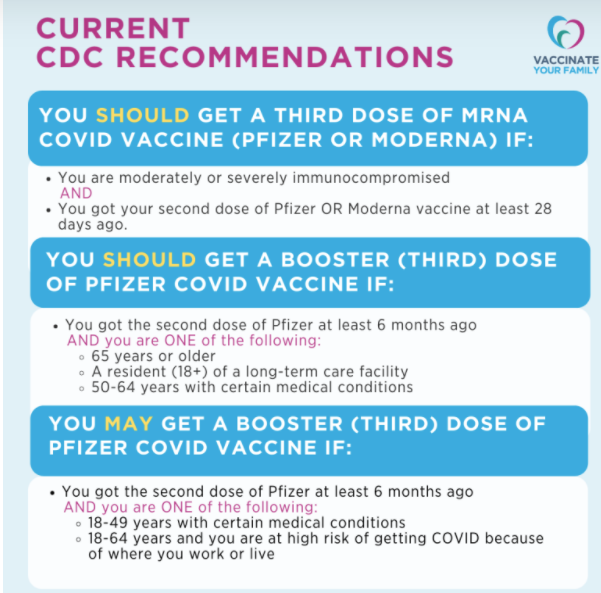 CURRENT
CDC RECOMMENDATIONS
VACCINATE
YOUR FAMILY
YOU SHOULD GET A THIRD DOSE OF MRNA
COVID VACCINE (PFIZER OR MODERNA) IF:
• You are moderately or severely immunocompromised
AND
• You got your second dose of Pfizer OR Moderna vaccine at least 28
days ago.
YOU SHOULD GET A BOOSTER (THIRD) DOSE
OF PFIZER COVID VACCINE IF:
• You got the second dose of Pfizer at least 6 months ago
AND you are ONE of the following:
◦ 65 years or older
◦ A resident (18+) of a long-term care facility
◦ 50-64 years with certain medical conditions
YOU MAY GET A BOOSTER (THIRD) DOSE OF
PFIZER COVID VACCINE IF:
• You got the second dose of Pfizer at least 6 months ago
AND you are ONE of the following:
◦ 18-49 years with certain medical conditions
◦ 18-64 years and you are at high risk of getting COVID because
of where you work or live